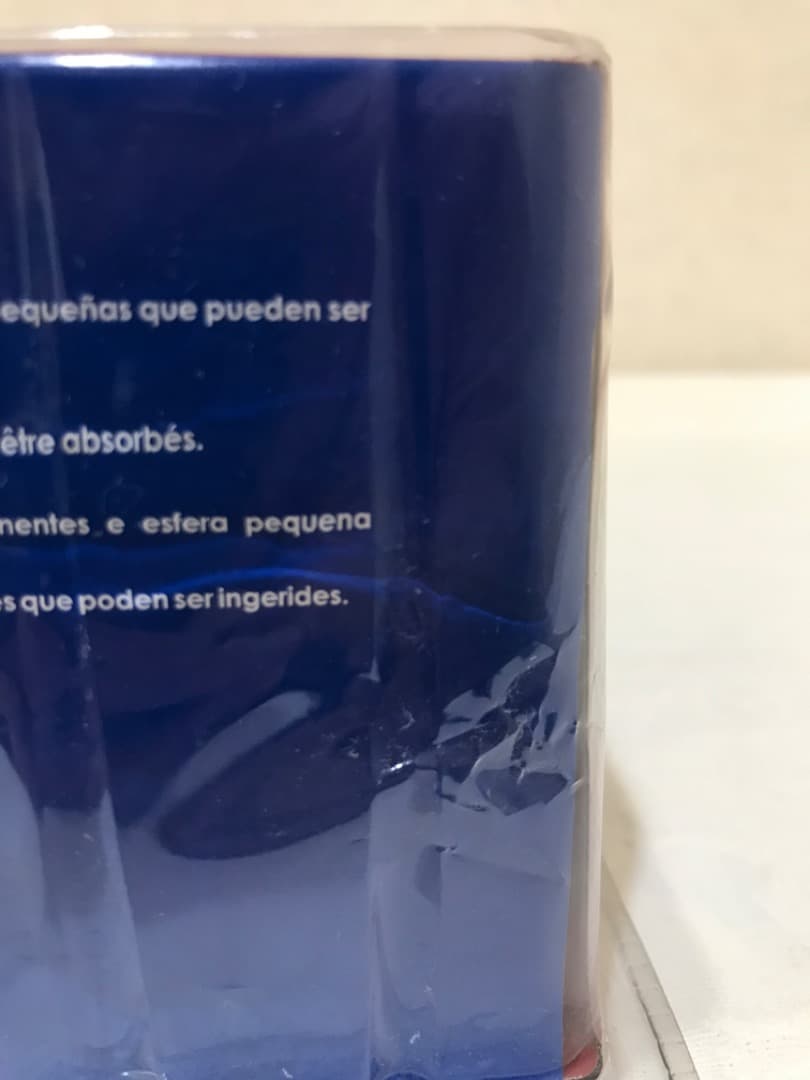 equeñas que pueden ser
être absorbés.
nentes e esfera pequena
s que poden ser ingerides.